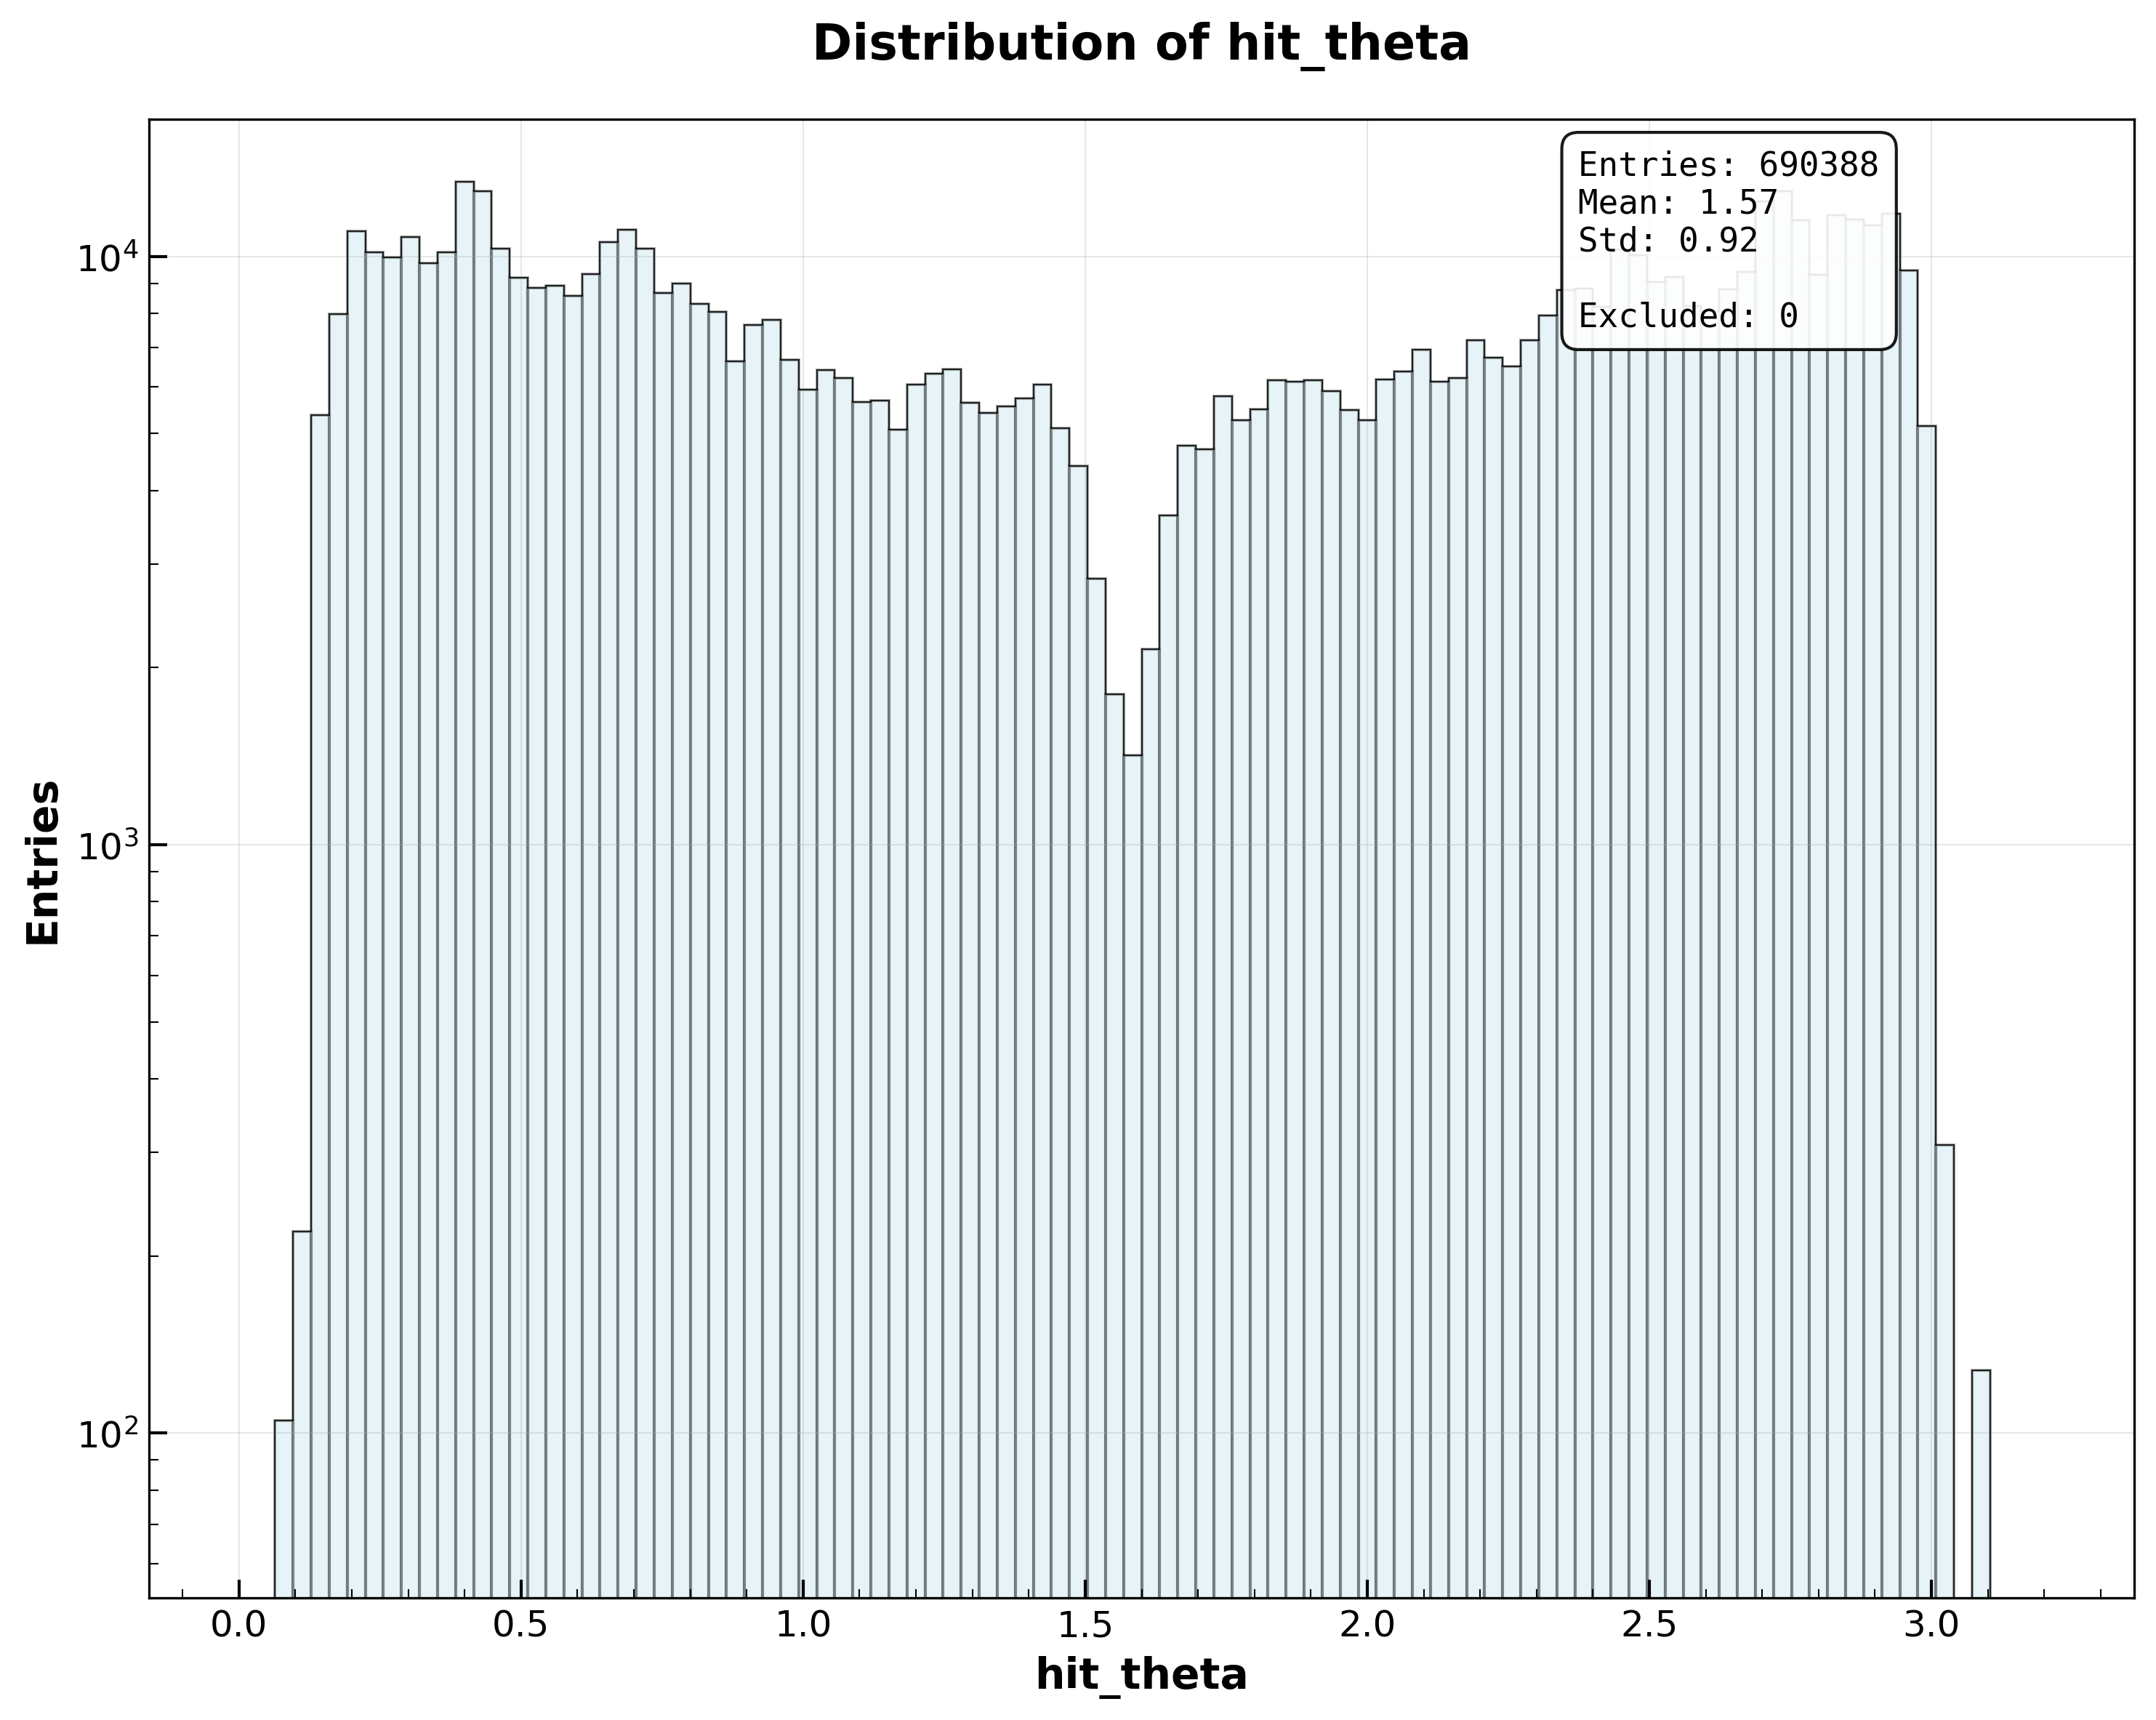 Distribution of hit_theta
Entries: 690388
Mean: 1.57
Std: 0.92
Excluded: 0
Entries
10^4
10^3
10^2
0.0 0.5 1.0 1.5 2.0 2.5 3.0
hit_theta